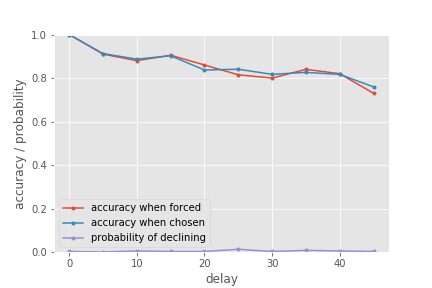 1.0
0.8
0.6
0.4
0.2
0.0
accuracy / probability
accuracy when forced
accuracy when chosen
probability of declining
0 10 20 30 40
delay